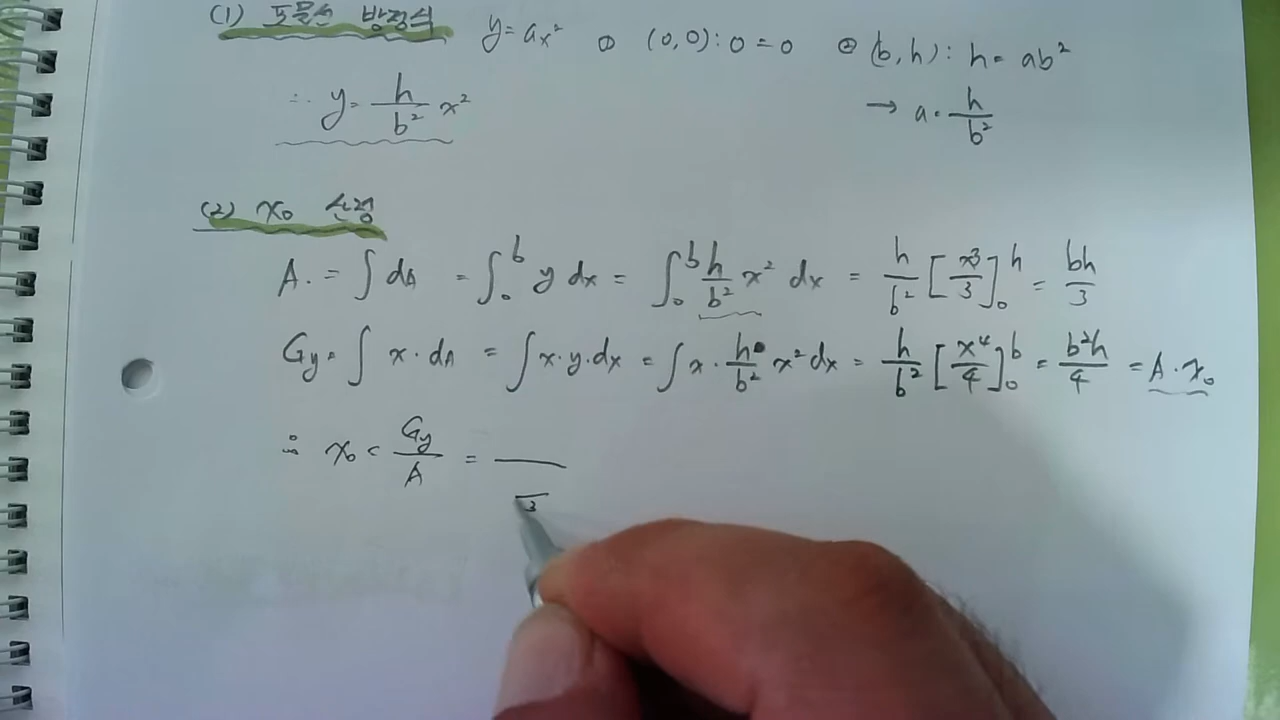 (1) 포물선 방정식 y = ax² ① (0,0) : 0 = 0 ② (b, h) : h = ab²
∴ y = h/b² x² → a = h/b²
(2) x₀ 산정
A = ∫ dA = ∫₀ᵇ y dx = ∫₀ᵇ h/b² x² dx = h/b² [x³/3]₀ʰ = bh/3
Gy = ∫ x · dA = ∫ x · y · dx = ∫ x · h/b² x² dx = h/b² [x⁴/4]₀ᵇ = b²h/4 = A · x₀
∴ x₀ = Gy/A = /3